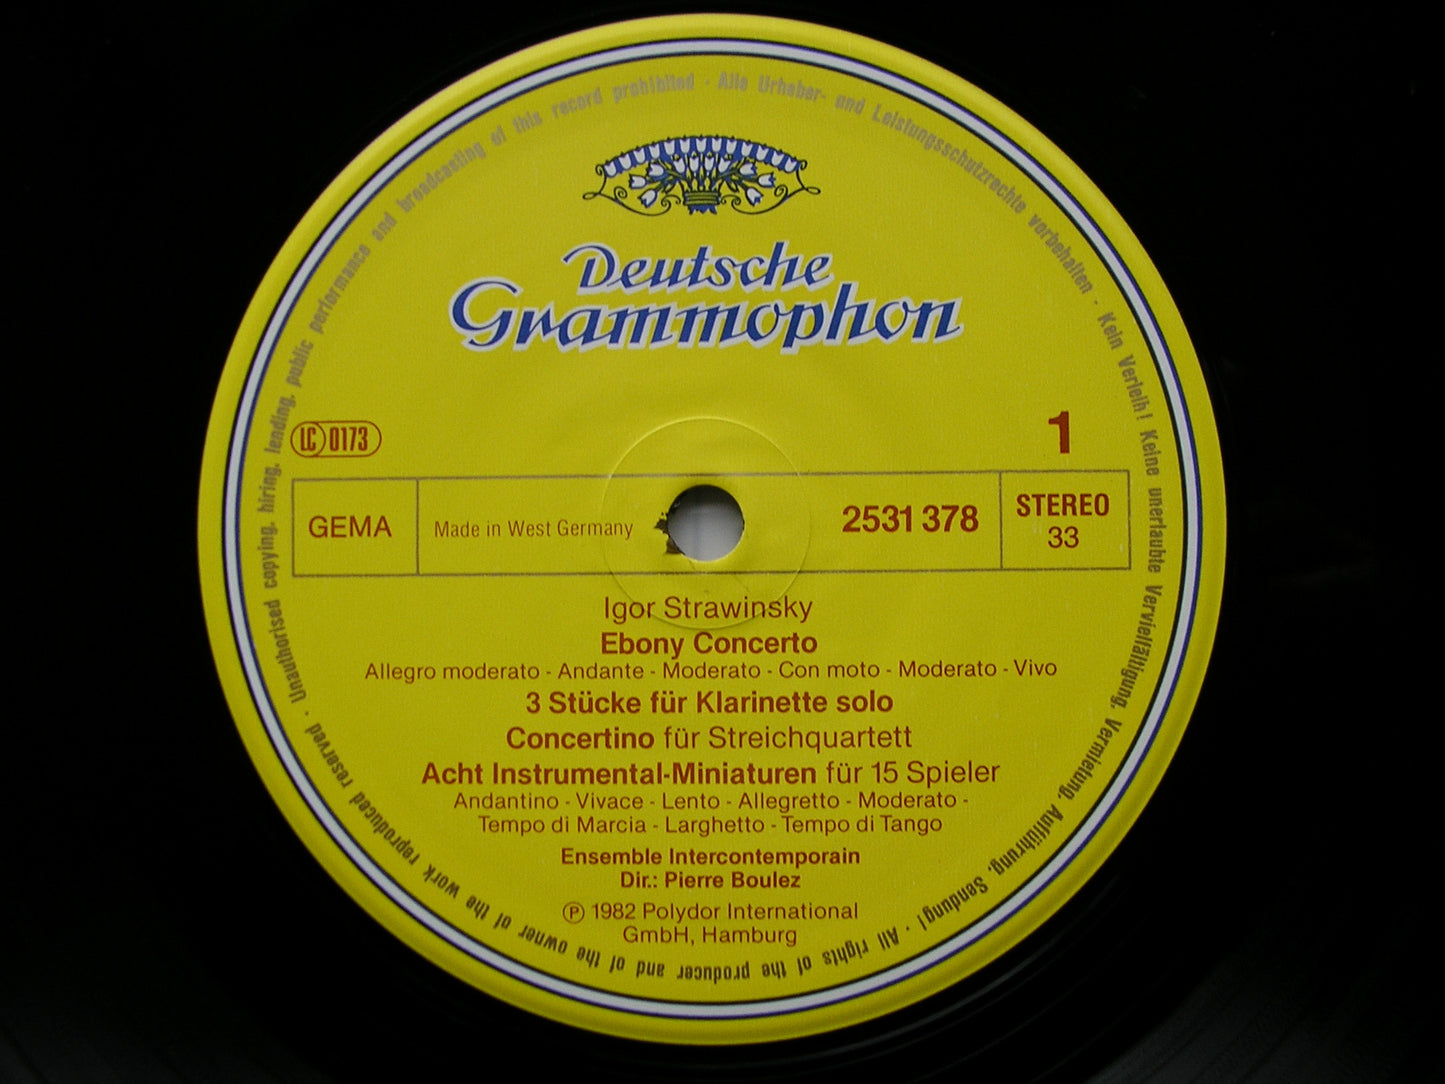 Deutsche
Grammophon
LC 0173
1
GEMA
Made in West Germany
2531 378
STEREO
33
Igor Strawinsky
Ebony Concerto
Allegro moderato - Andante - Moderato - Con moto - Moderato - Vivo
3 Stücke für Klarinette solo
Concertino für Streichquartett
Acht Instrumental-Miniaturen für 15 Spieler
Andantino - Vivace - Lento - Allegretto - Moderato -
Tempo di Marcia - Larghetto - Tempo di Tango
Ensemble Intercontemporain
Dir.: Pierre Boulez
℗ 1982 Polydor International
GmbH, Hamburg
Alle Urheber- und Leistungsschutzrechte vorbehalten · Kein Verleih! Keine unerlaubte Vervielfältigung, Vermietung, Aufführung, Sendung! · All rights of the producer and of the owner of the work reproduced reserved · Unauthorised copying, hiring, lending, public performance and broadcasting of this record prohibited ·